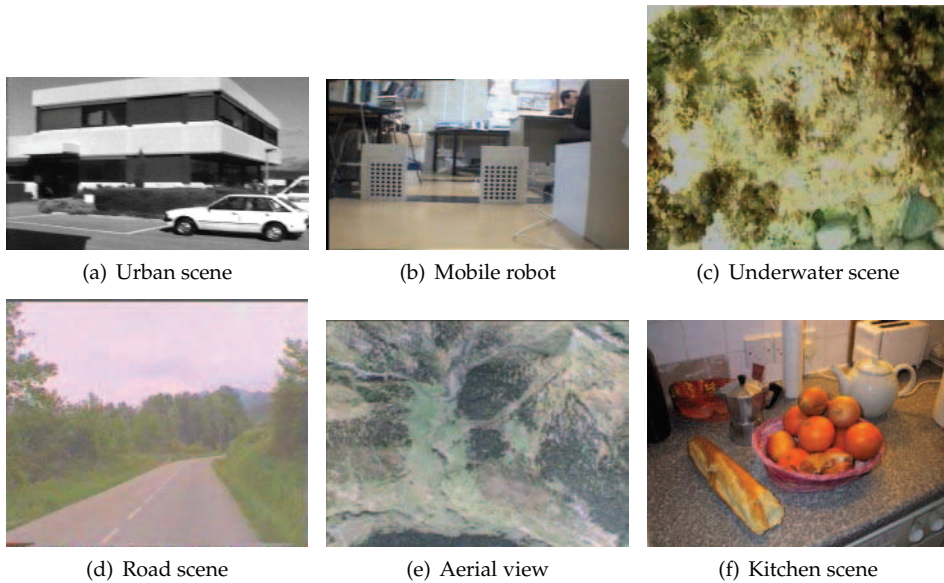 (a) Urban scene
(b) Mobile robot
(c) Underwater scene
(d) Road scene
(e) Aerial view
(f) Kitchen scene